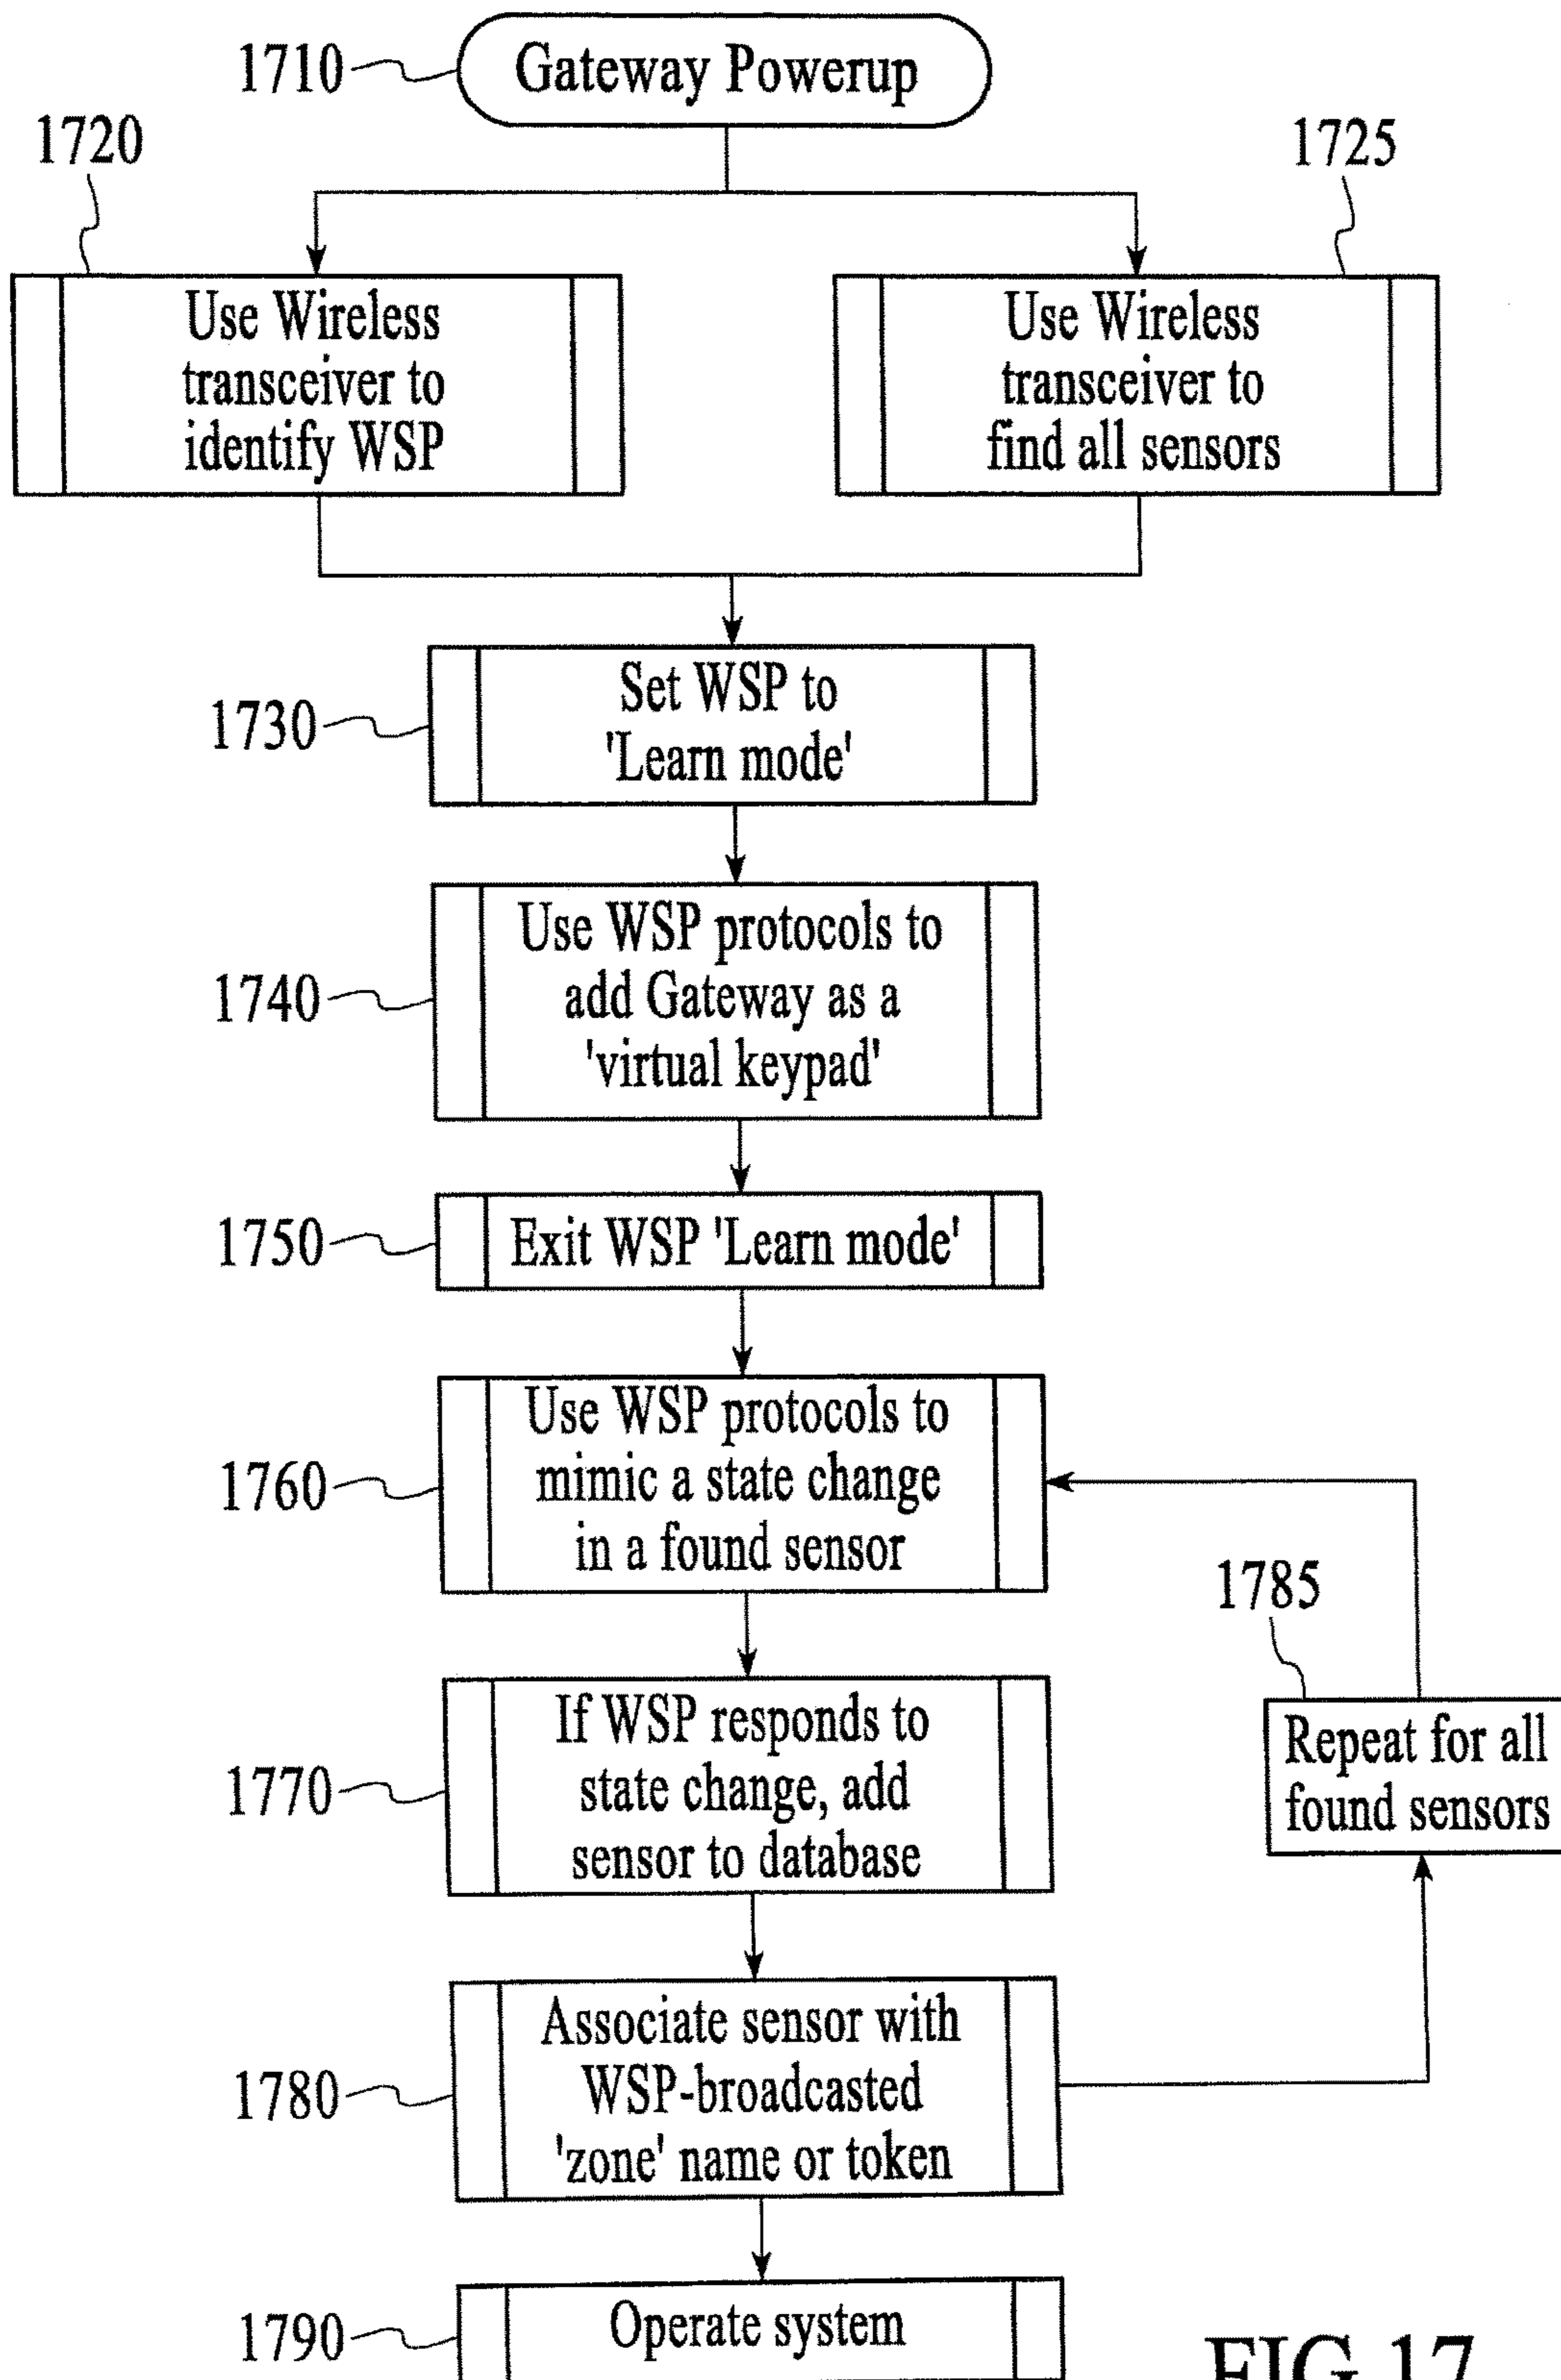 1710
Gateway Powerup
1720
1725
Use Wireless
transceiver to
identify WSP
Use Wireless
transceiver to
find all sensors
1730
Set WSP to
'Learn mode'
1740
Use WSP protocols to
add Gateway as a
'virtual keypad'
1750
Exit WSP 'Learn mode'
1760
Use WSP protocols to
mimic a state change
in a found sensor
1785
Repeat for all
found sensors
1770
If WSP responds to
state change, add
sensor to database
1780
Associate sensor with
WSP-broadcasted
'zone' name or token
1790
Operate system
FIG 17